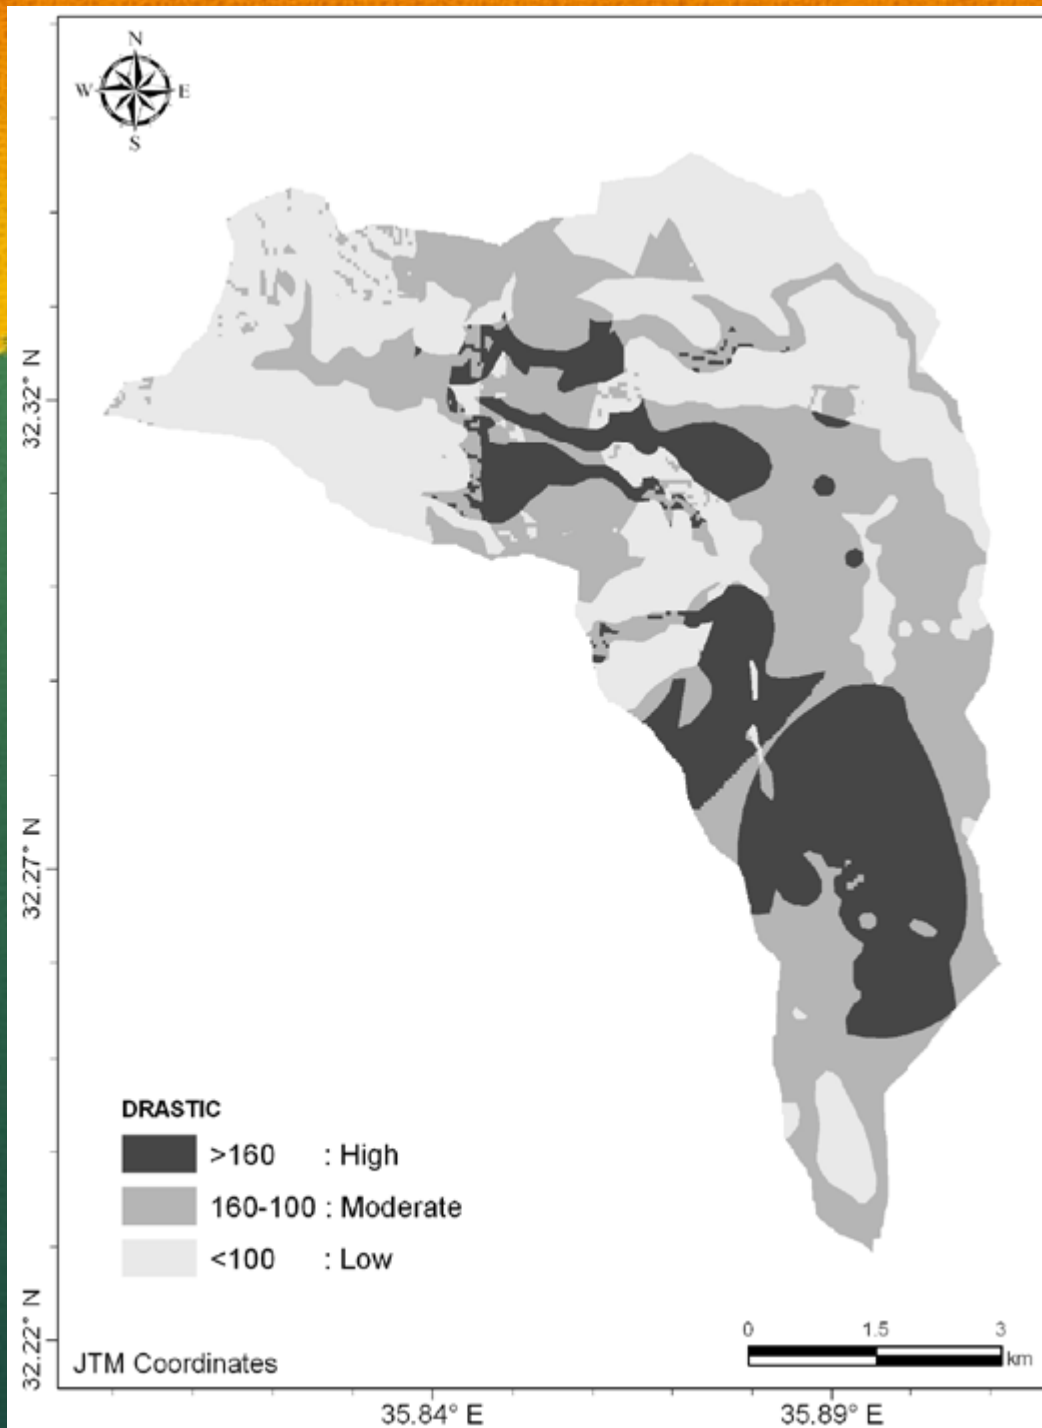 N
W E
S
32.32° N
32.27° N
DRASTIC
>160 : High
160-100 : Moderate
<100 : Low
32.22° N
0 1.5 3
km
JTM Coordinates
35.84° E 35.89° E